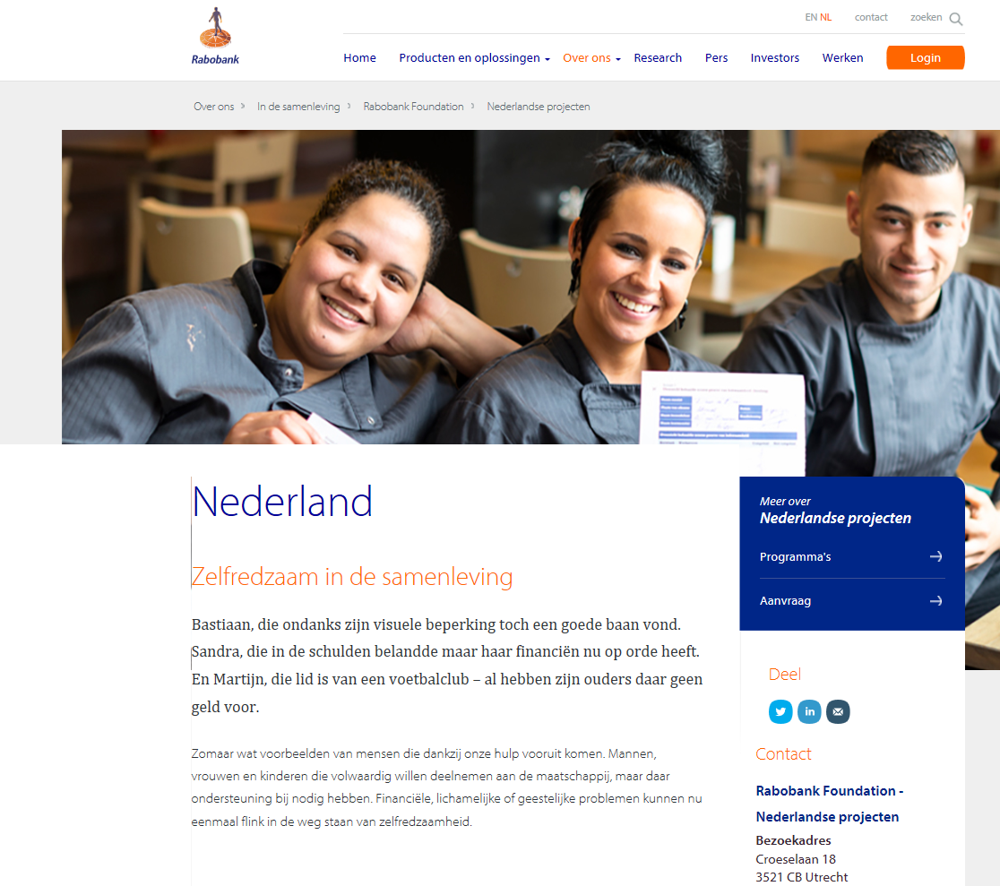 EN NL contact zoeken
Rabobank
Home Producten en oplossingen Over ons Research Pers Investors Werken Login
Over ons › In de samenleving › Rabobank Foundation › Nederlandse projecten
Nederland
Zelfredzaam in de samenleving
Bastiaan, die ondanks zijn visuele beperking toch een goede baan vond.
Sandra, die in de schulden belandde maar haar financiën nu op orde heeft.
En Martijn, die lid is van een voetbalclub – al hebben zijn ouders daar geen
geld voor.
Zomaar wat voorbeelden van mensen die dankzij onze hulp vooruit komen. Mannen,
vrouwen en kinderen die volwaardig willen deelnemen aan de maatschappij, maar daar
ondersteuning bij nodig hebben. Financiële, lichamelijke of geestelijke problemen kunnen nu
eenmaal flink in de weg staan van zelfredzaamheid.
Meer over
Nederlandse projecten
Programma's
Aanvraag
Deel
in
Contact
Rabobank Foundation -
Nederlandse projecten
Bezoekadres
Croeselaan 18
3521 CB Utrecht